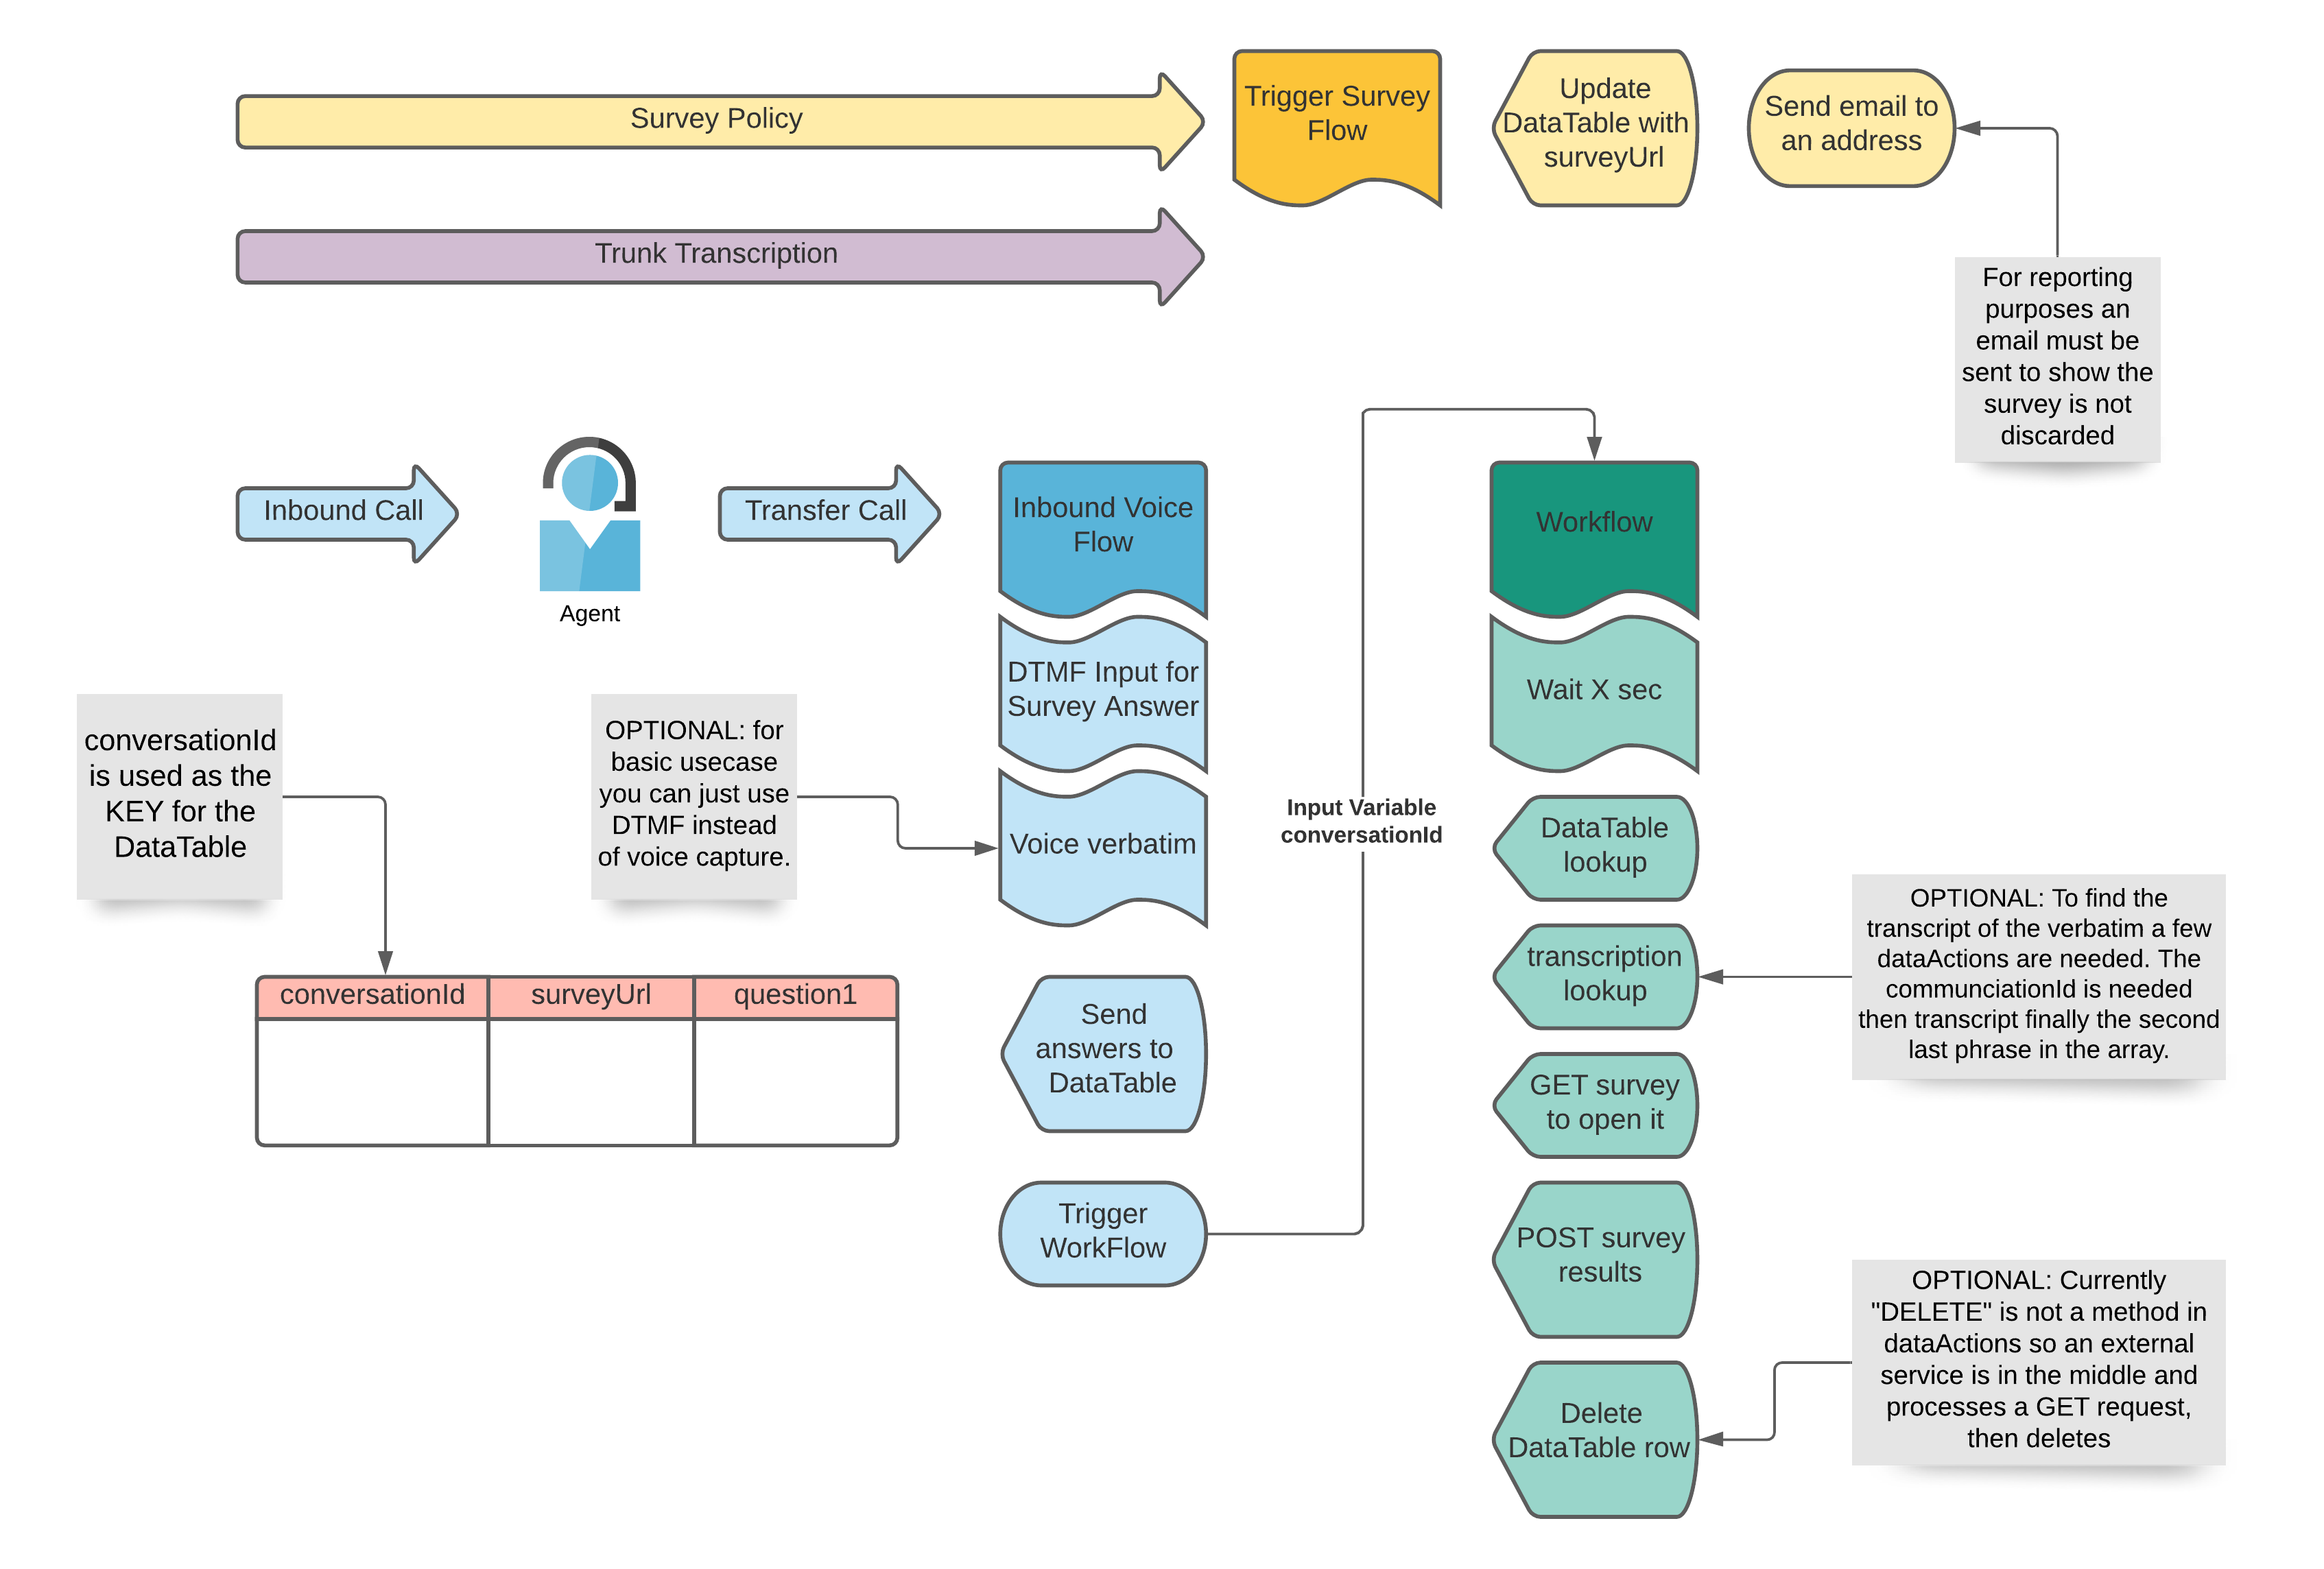 Survey Policy
Trigger Survey
Flow
Update
DataTable with
surveyUrl
Send email to
an address
Trunk Transcription
For reporting
purposes an
email must be
sent to show the
survey is not
discarded
Inbound Call
Agent
Transfer Call
Inbound Voice
Flow
Workflow
DTMF Input for
Survey Answer
Wait X sec
conversationId
is used as the
KEY for the
DataTable
OPTIONAL: for
basic usecase
you can just use
DTMF instead
of voice capture.
Voice verbatim
Input Variable
conversationId
DataTable
lookup
transcription
lookup
OPTIONAL: To find the
transcript of the verbatim a few
dataActions are needed. The
communciationId is needed
then transcript finally the second
last phrase in the array.
conversationId
surveyUrl
question1
Send
answers to
DataTable
GET survey
to open it
Trigger
WorkFlow
POST survey
results
OPTIONAL: Currently
"DELETE" is not a method in
dataActions so an external
service is in the middle and
processes a GET request,
then deletes
Delete
DataTable row